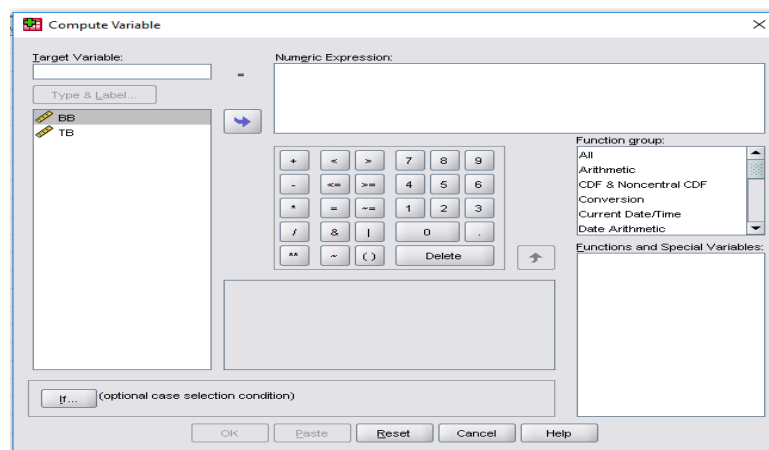 Compute Variable
Target Variable:
=
Numeric Expression:
Type & Label...
BB
TB
+ < > 7 8 9
- <= >= 4 5 6
* = ~= 1 2 3
/ & | 0 .
** ~ ( ) Delete
Function group:
All
Arithmetic
CDF & Noncentral CDF
Conversion
Current Date/Time
Date Arithmetic
Functions and Special Variables:
If... (optional case selection condition)
OK Paste Reset Cancel Help